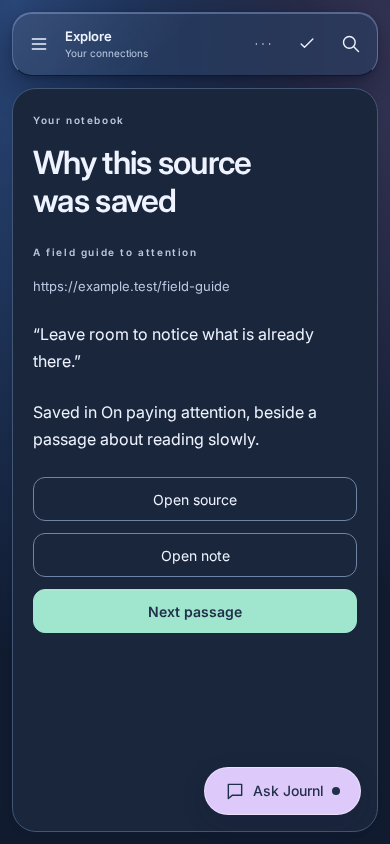 Explore
Your connections
...
Your notebook
Why this source
was saved
A field guide to attention
https://example.test/field-guide
“Leave room to notice what is already
there.”
Saved in On paying attention, beside a
passage about reading slowly.
Open source
Open note
Next passage
Ask Journl